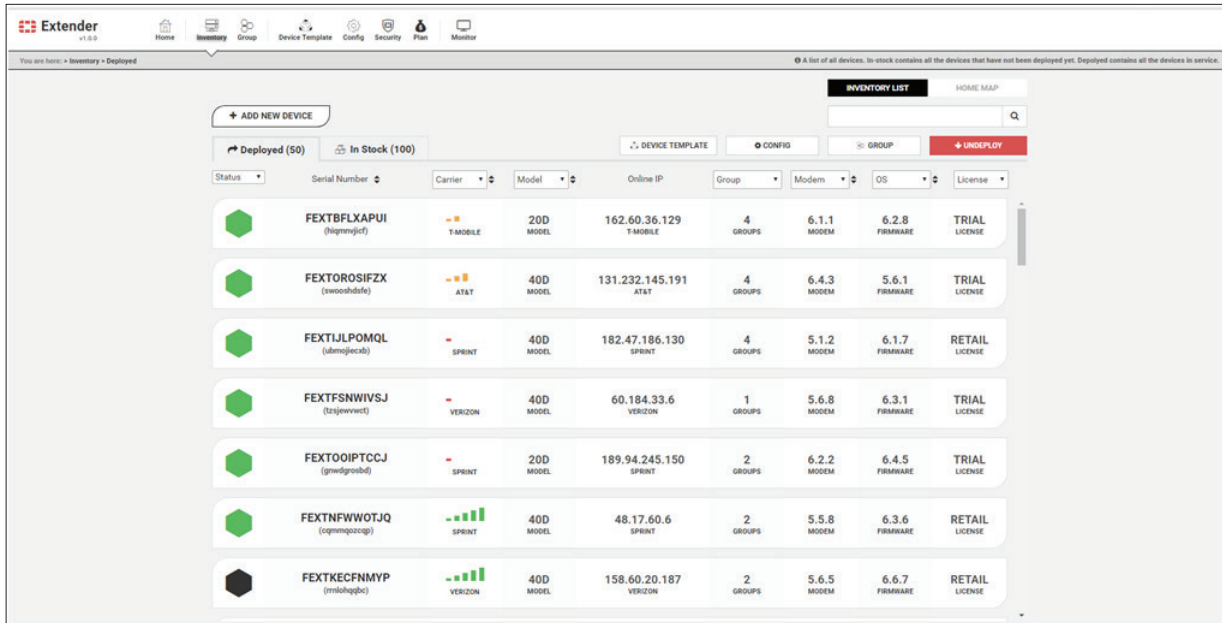 Extender
v1.0.0
Home
Inventory
Group
Device Template
Config
Security
Plan
Monitor
You are here: > Inventory > Deployed
A list of all devices. In-stock contains all the devices that have not been deployed yet. Depolyed contains all the devices in service.
INVENTORY LIST HOME MAP
+ ADD NEW DEVICE
Deployed (50) In Stock (100) DEVICE TEMPLATE CONFIG GROUP UNDEPLOY
Status Serial Number Carrier Model Online IP Group Modem OS License
FEXTBFLXAPUI 20D 162.60.36.129 4 6.1.1 6.2.8 TRIAL
(hiqmnvjicf) T-MOBILE MODEL T-MOBILE GROUPS MODEM FIRMWARE LICENSE
FEXTOROSIFZX 40D 131.232.145.191 4 6.4.3 5.6.1 TRIAL
(swooshdsfe) AT&T MODEL AT&T GROUPS MODEM FIRMWARE LICENSE
FEXTIJLPOMQL 40D 182.47.186.130 4 5.1.2 6.1.7 RETAIL
(ubmojiecxb) SPRINT MODEL SPRINT GROUPS MODEM FIRMWARE LICENSE
FEXTFSNWIVSJ 40D 60.184.33.6 1 5.6.8 6.3.1 TRIAL
(tzsjewvwct) VERIZON MODEL VERIZON GROUPS MODEM FIRMWARE LICENSE
FEXTOOIPTCCJ 20D 189.94.245.150 2 6.2.2 6.4.5 TRIAL
(gnwdgrosbd) SPRINT MODEL SPRINT GROUPS MODEM FIRMWARE LICENSE
FEXTNFWWOTJQ 40D 48.17.60.6 2 5.5.8 6.3.6 RETAIL
(cqmmqozcqp) SPRINT MODEL SPRINT GROUPS MODEM FIRMWARE LICENSE
FEXTKECFNMYP 40D 158.60.20.187 2 5.6.5 6.6.7 RETAIL
(rrnlohqqbc) VERIZON MODEL VERIZON GROUPS MODEM FIRMWARE LICENSE